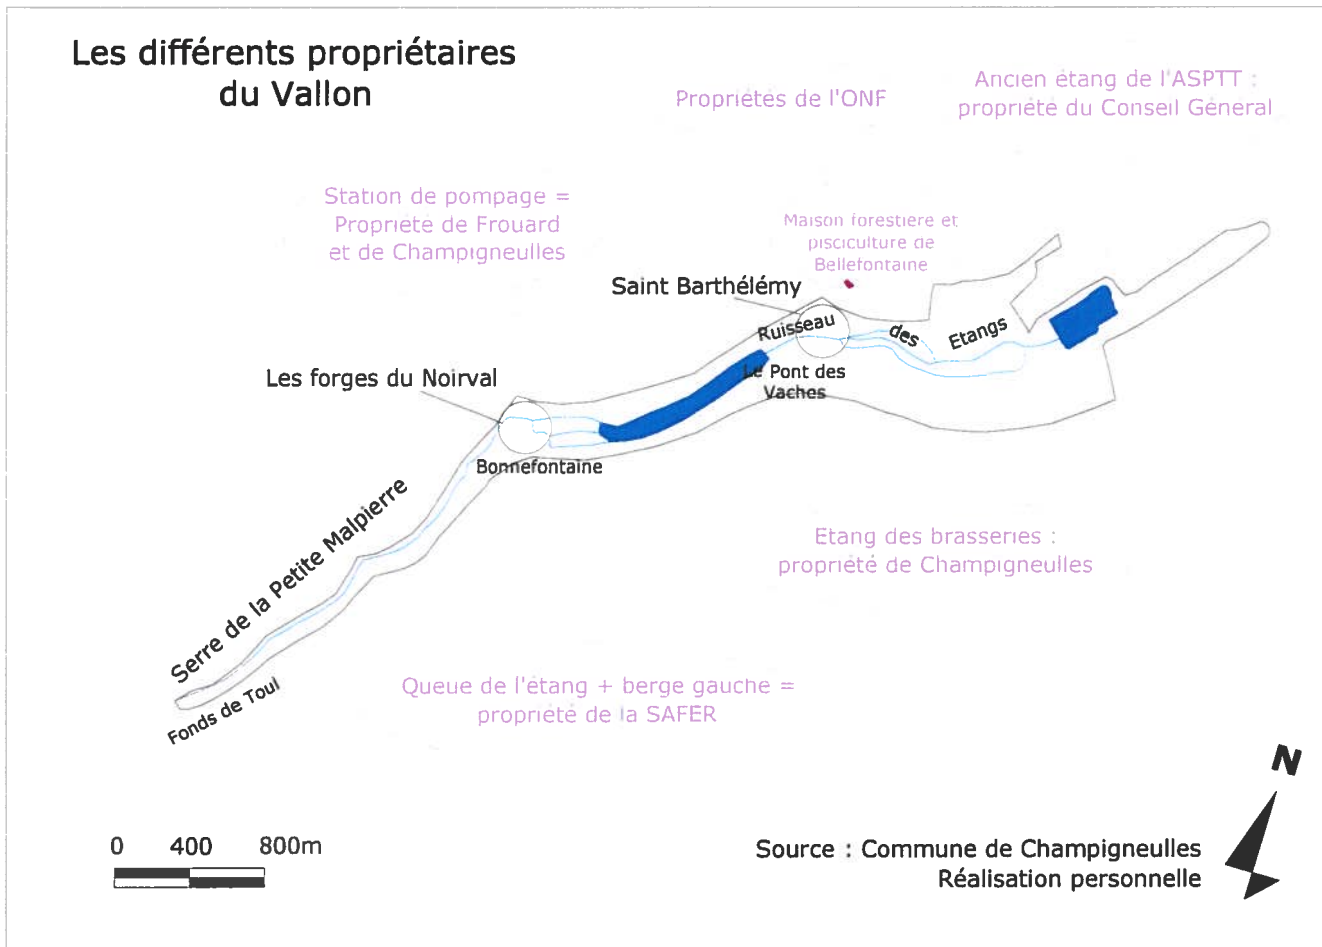 Les différents propriétaires
du Vallon
Propriétés de l'ONF
Ancien étang de l'ASPTT :
propriété du Conseil Géneral
Station de pompage =
Propriété de Frouard
et de Champigneulles
Maison forestière et
pisciculture de
Bellefontaine
Saint Barthélémy
Ruisseau
des
Etangs
Le Pont des
Vaches
Les forges du Noirval
Bonnefontaine
Serre de la Petite Malpierre
Fonds de Toul
Etang des brasseries :
propriété de Champigneulles
Queue de l'étang + berge gauche =
propriété de la SAFER
N
0 400 800m
Source : Commune de Champigneulles
Réalisation personnelle